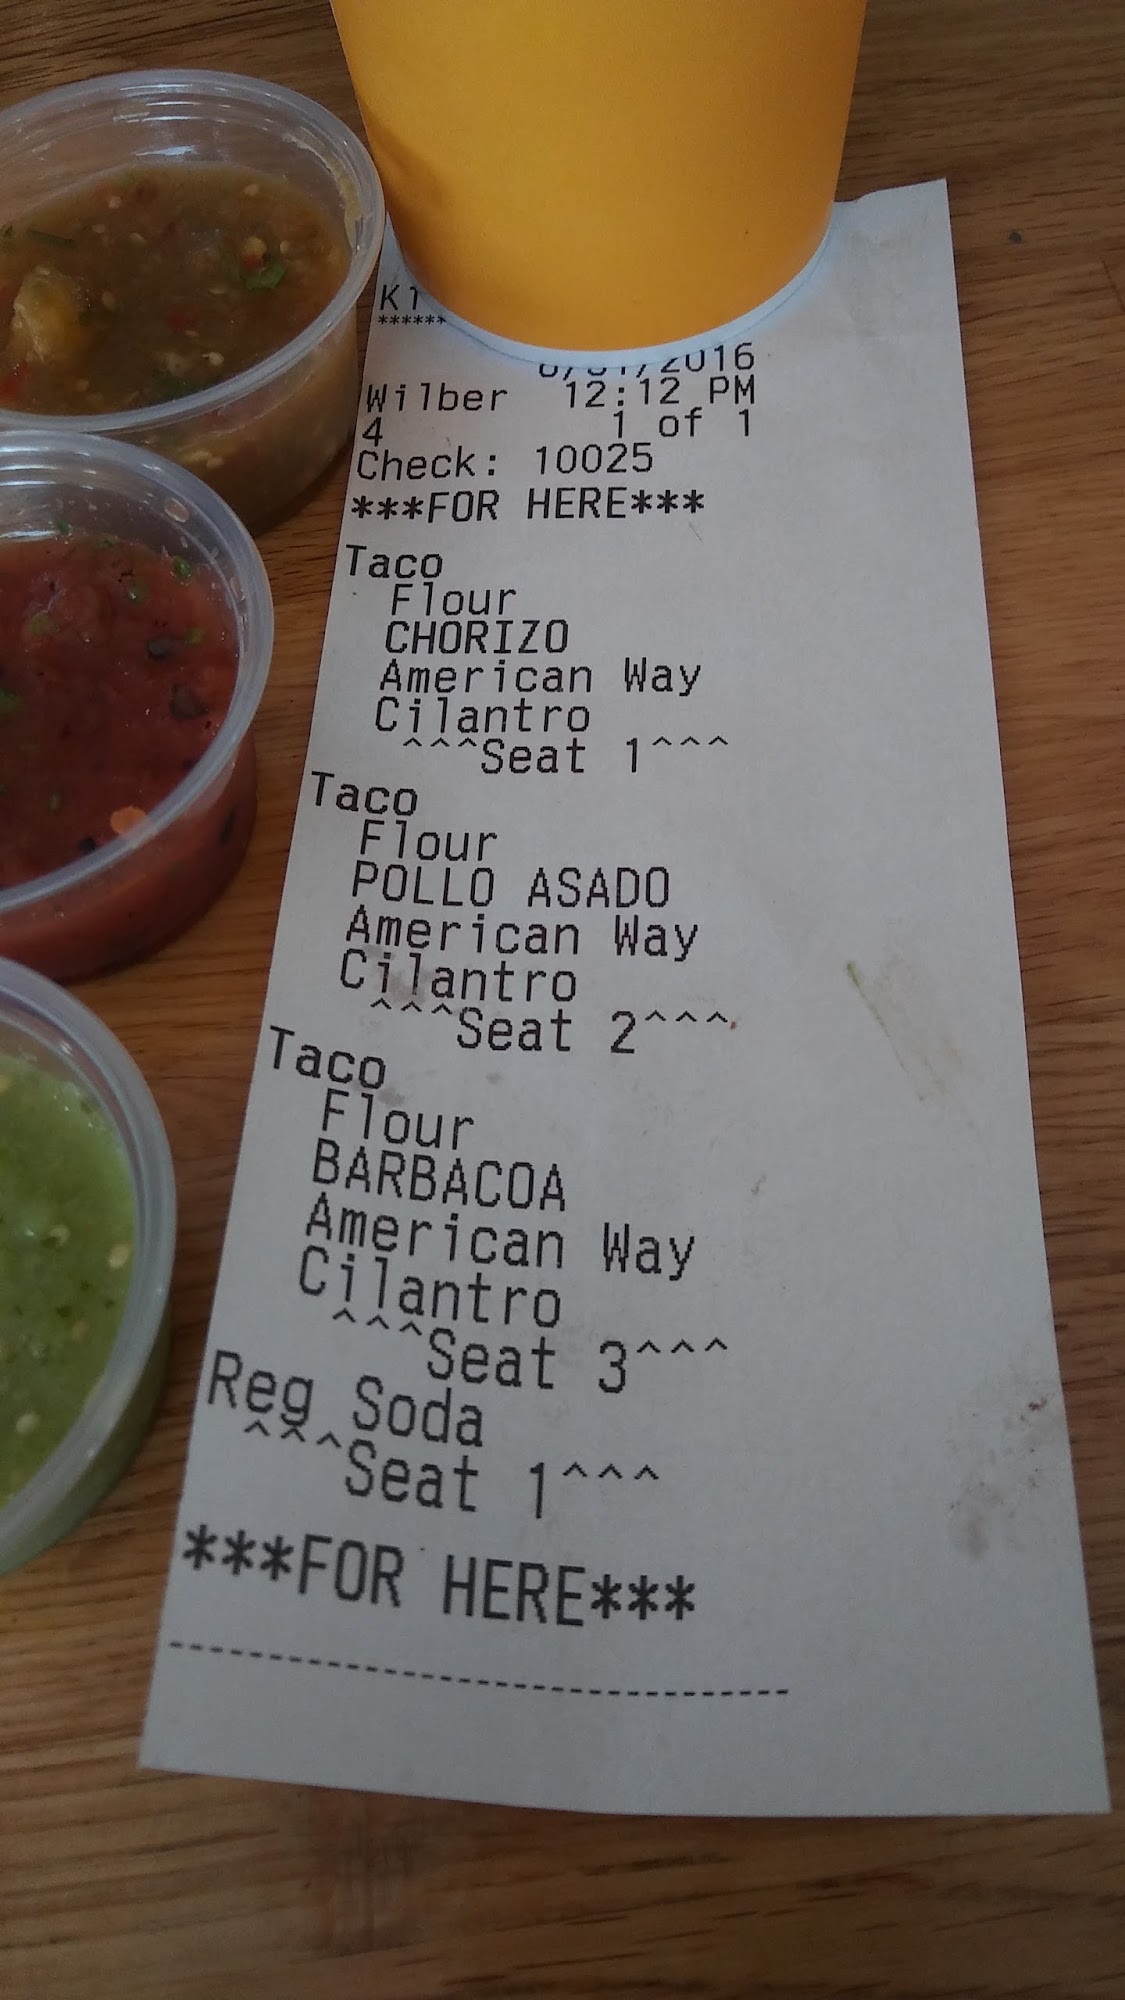 K1
******
/2016
Wilber 12:12 PM
4 1 of 1
Check: 10025
***FOR HERE***
Taco
Flour
CHORIZO
American Way
Cilantro
^^^Seat 1^^^
Taco
Flour
POLLO ASADO
American Way
Cilantro
^^^Seat 2^^^
Taco
Flour
BARBACOA
American Way
Cilantro
^^^Seat 3^^^
Reg Soda
^^^Seat 1^^^
***FOR HERE***
--------------------------------